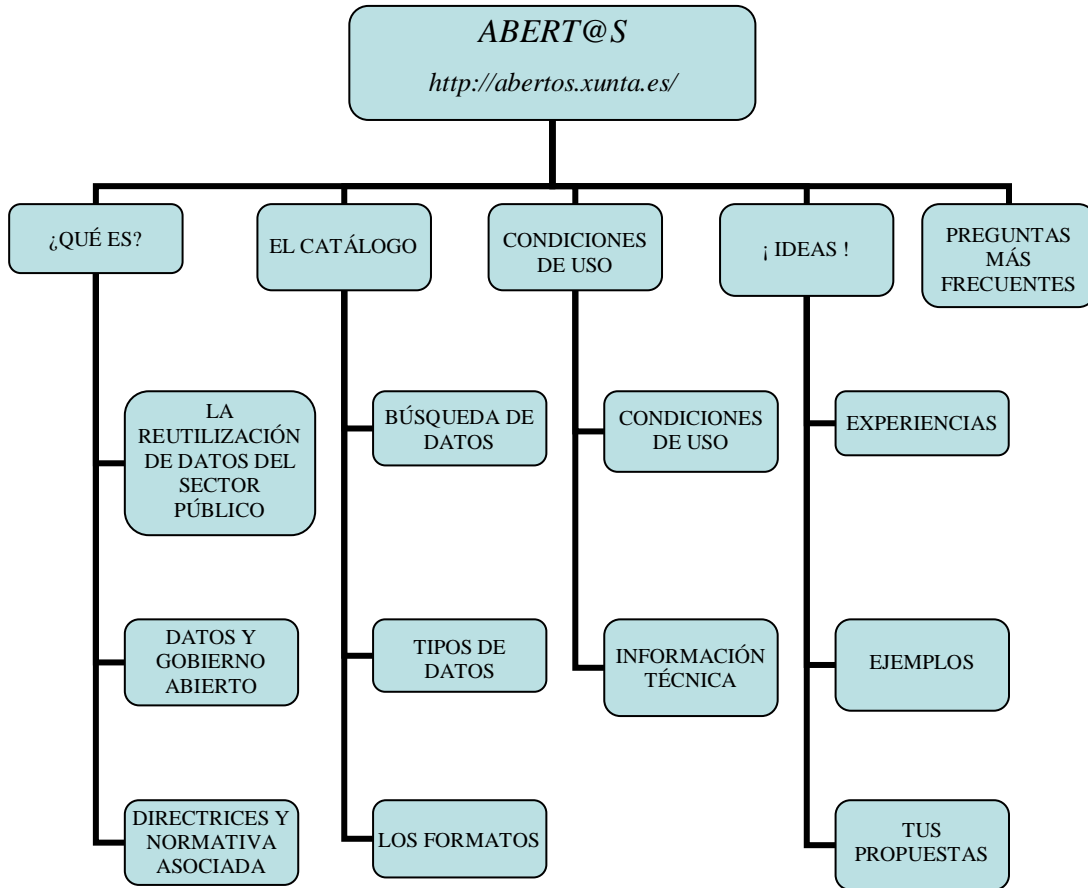 ABERT@S
http://abertos.xunta.es/
¿QUÉ ES?
EL CATÁLOGO
CONDICIONES
DE USO
¡ IDEAS !
PREGUNTAS
MÁS
FRECUENTES
LA
REUTILIZACIÓN
DE DATOS DEL
SECTOR
PÚBLICO
BÚSQUEDA DE
DATOS
CONDICIONES
DE USO
EXPERIENCIAS
DATOS Y
GOBIERNO
ABIERTO
TIPOS DE
DATOS
INFORMACIÓN
TÉCNICA
EJEMPLOS
DIRECTRICES Y
NORMATIVA
ASOCIADA
LOS FORMATOS
TUS
PROPUESTAS